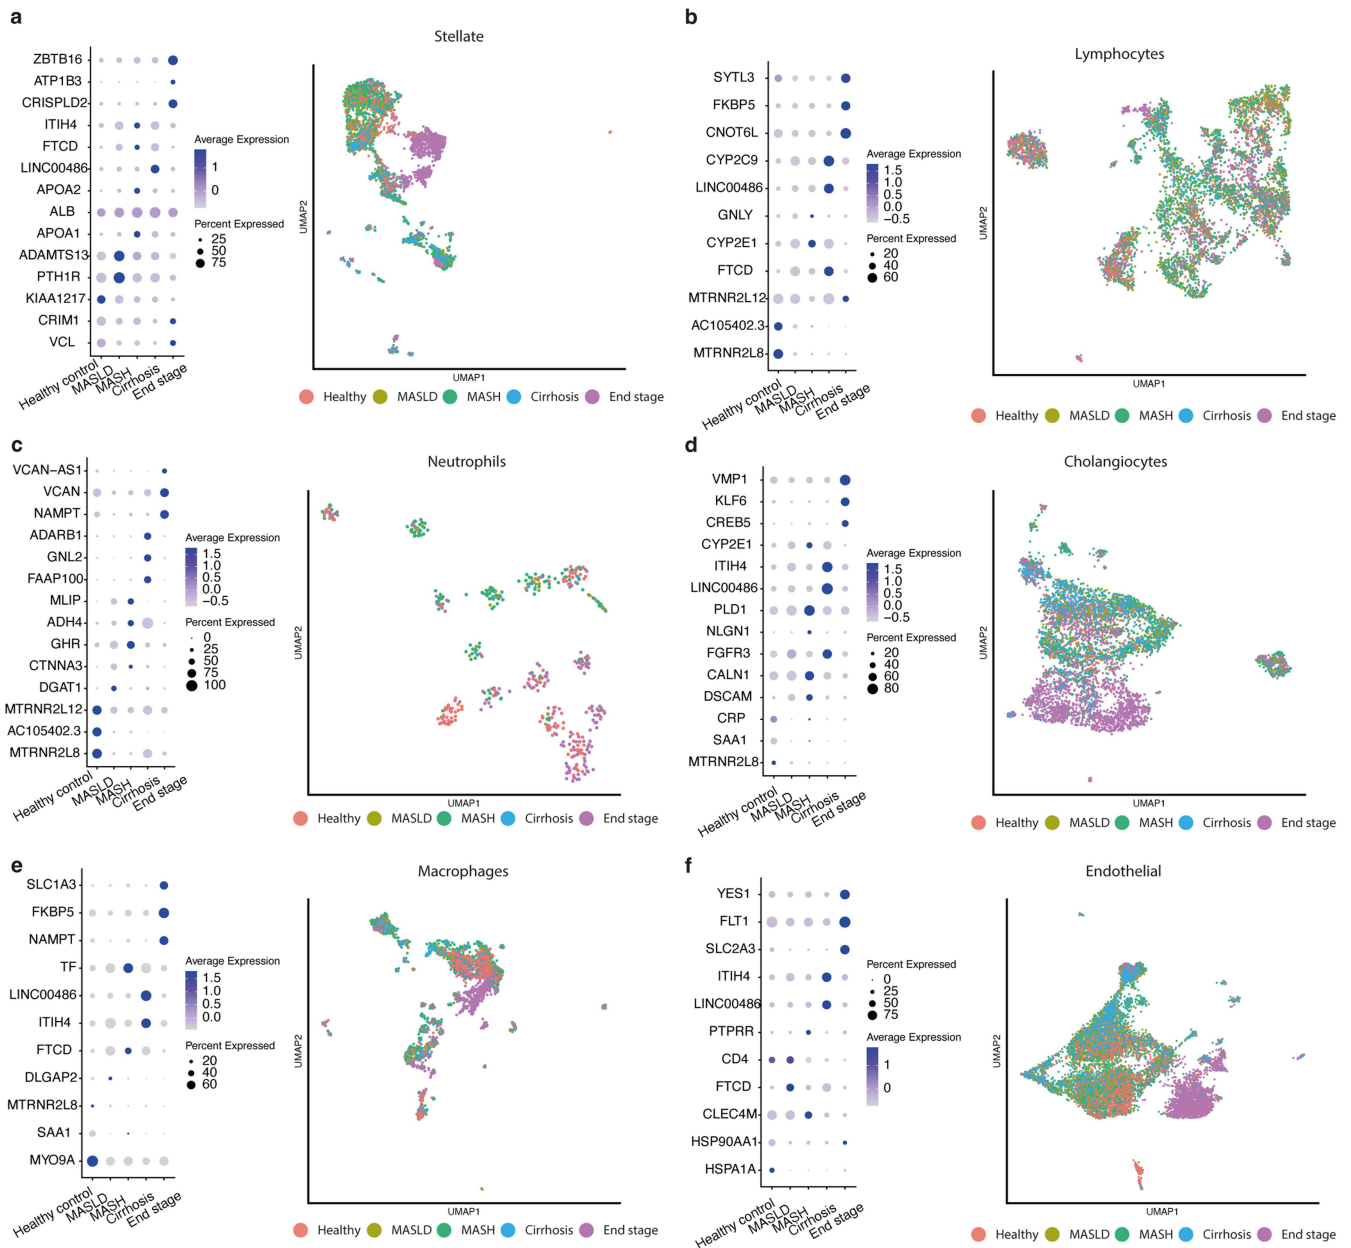 a
Stellate
ZBTB16
ATP1B3
CRISPLD2
ITIH4
FTCD
LINC00486
APOA2
ALB
APOA1
ADAMTS13
PTH1R
KIAA1217
CRIM1
VCL
Healthy control
MASLD
MASH
Cirrhosis
End stage
Average Expression
1
0
Percent Expressed
25
50
75
UMAP2
UMAP1
Healthy MASLD MASH Cirrhosis End stage
b
Lymphocytes
SYTL3
FKBP5
CNOT6L
CYP2C9
LINC00486
GNLY
CYP2E1
FTCD
MTRNR2L12
AC105402.3
MTRNR2L8
Healthy control
MASLD
MASH
Cirrhosis
End stage
Average Expression
1.5
1.0
0.5
0.0
−0.5
Percent Expressed
20
40
60
UMAP2
UMAP1
Healthy MASLD MASH Cirrhosis End stage
c
Neutrophils
VCAN−AS1
VCAN
NAMPT
ADARB1
GNL2
FAAP100
MLIP
ADH4
GHR
CTNNA3
DGAT1
MTRNR2L12
AC105402.3
MTRNR2L8
Healthy control
MASLD
MASH
Cirrhosis
End stage
Average Expression
1.5
1.0
0.5
0.0
−0.5
Percent Expressed
0
25
50
75
100
UMAP2
UMAP1
Healthy MASLD MASH Cirrhosis End stage
d
Cholangiocytes
VMP1
KLF6
CREB5
CYP2E1
ITIH4
LINC00486
PLD1
NLGN1
FGFR3
CALN1
DSCAM
CRP
SAA1
MTRNR2L8
Healthy control
MASLD
MASH
Cirrhosis
End stage
Average Expression
1.5
1.0
0.5
0.0
−0.5
Percent Expressed
20
40
60
80
UMAP2
UMAP1
Healthy MASLD MASH Cirrhosis End stage
e
Macrophages
SLC1A3
FKBP5
NAMPT
TF
LINC00486
ITIH4
FTCD
DLGAP2
MTRNR2L8
SAA1
MYO9A
Healthy control
MASLD
MASH
Cirrhosis
End stage
Average Expression
1.5
1.0
0.5
0.0
Percent Expressed
20
40
60
UMAP2
UMAP1
Healthy MASLD MASH Cirrhosis End stage
f
Endothelial
YES1
FLT1
SLC2A3
ITIH4
LINC00486
PTPRR
CD4
FTCD
CLEC4M
HSP90AA1
HSPA1A
Healthy control
MASLD
MASH
Cirrhosis
End stage
Percent Expressed
0
25
50
75
Average Expression
1
0
UMAP2
UMAP1
Healthy MASLD MASH Cirrhosis End stage